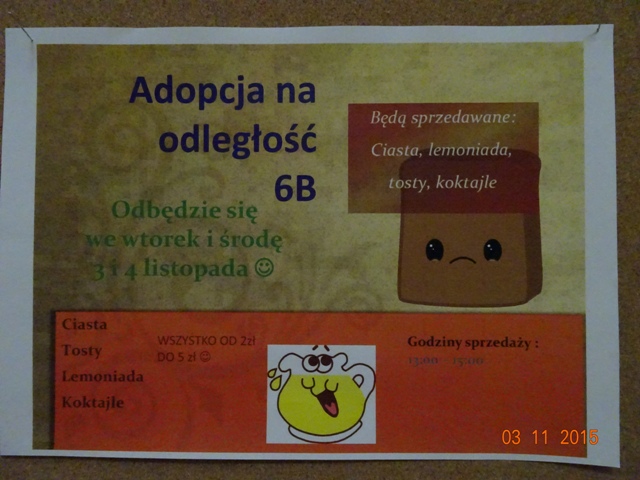 Adopcja na
odległość
6B
Będą sprzedawane:
Ciasta, lemoniada,
tosty, koktajle
Odbędzie się
we wtorek i środę
3 i 4 listopada ☺
Ciasta
Tosty
Lemoniada
Koktajle
WSZYSTKO OD 2zł
DO 5 zł ☺
Godziny sprzedaży :
03 11 2015